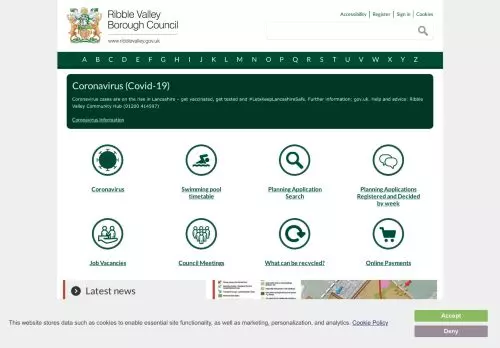 Ribble Valley
Borough Council
www.ribblevalley.gov.uk
Accessibility Register Sign in Cookies
A B C D E F G H I J K L M N O P Q R S T U V W X Y Z
Coronavirus (Covid-19)
Coronavirus cases are on the rise in Lancashire - get vaccinated, get tested and #LetsKeepLancashireSafe. Further information: gov.uk. Help and advice: Ribble
Valley Community Hub (01200 414597)
Coronavirus information
Coronavirus
Swimming pool
timetable
Planning Application
Search
Planning Applications
Registered and Decided
by week
Job Vacancies
Council Meetings
What can be recycled?
Online Payments
Latest news
This website stores data such as cookies to enable essential site functionality, as well as marketing, personalization, and analytics. Cookie Policy
Accept
Deny